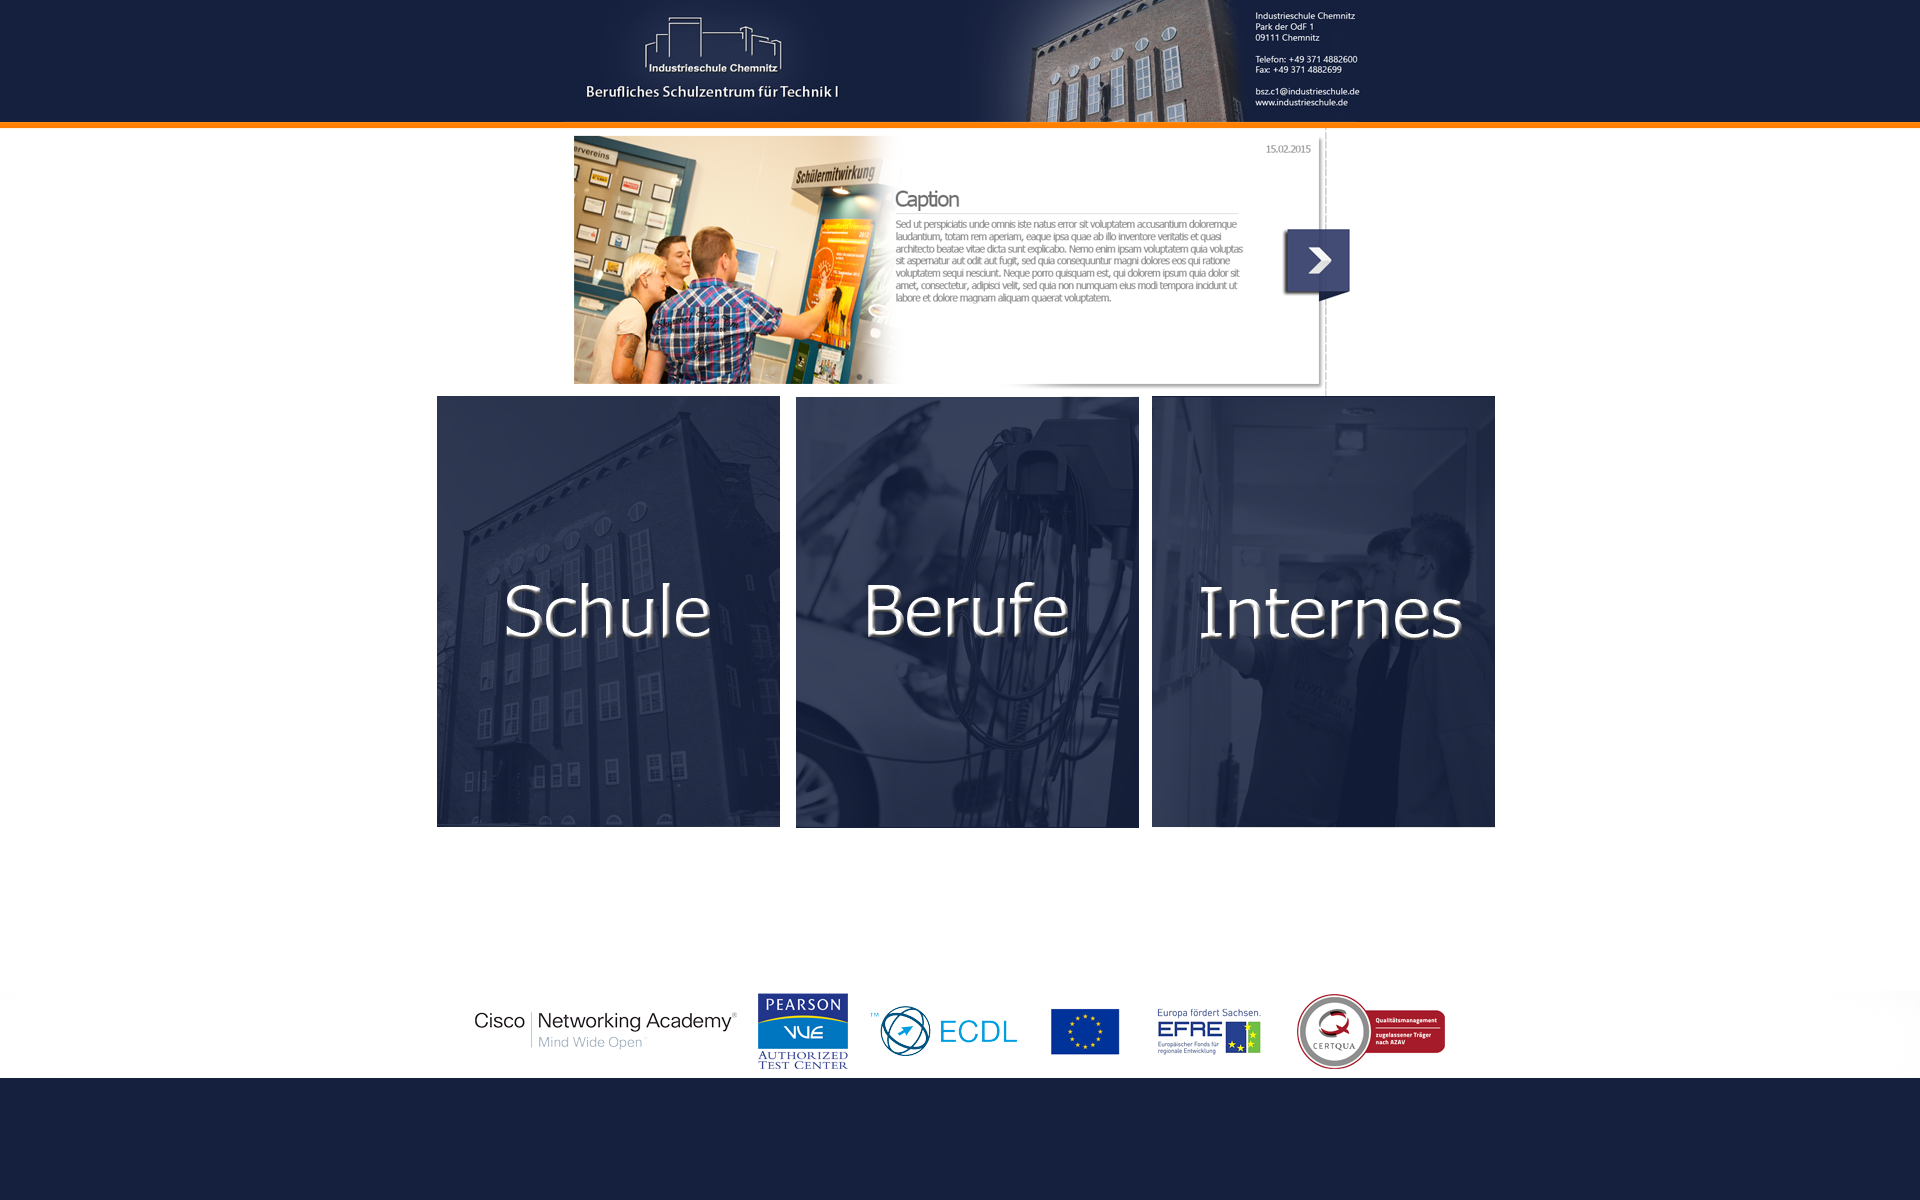 Industrieschule Chemnitz
Berufliches Schulzentrum für Technik I
Industrieschule Chemnitz
Park der OdF 1
09111 Chemnitz
Telefon: +49 371 4882600
Fax: +49 371 4882699
bsz.c1@industrieschule.de
www.industrieschule.de
15.02.2015
ervereins
Schülermitwirkung
Caption
Sed ut perspiciatis unde omnis iste natus error sit voluptatem accusantium doloremque
laudantium, totam rem aperiam, eaque ipsa quae ab illo inventore veritatis et quasi
architecto beatae vitae dicta sunt explicabo. Nemo enim ipsam voluptatem quia voluptas
sit aspernatur aut odit aut fugit, sed quia consequuntur magni dolores eos qui ratione
voluptatem sequi nesciunt. Neque porro quisquam est, qui dolorem ipsum quia dolor sit
amet, consectetur, adipisci velit, sed quia non numquam eius modi tempora incidunt ut
labore et dolore magnam aliquam quaerat voluptatem.
Schule
Berufe
Internes
Cisco Networking Academy®
Mind Wide Open
PEARSON
VUE
AUTHORIZED
TEST CENTER
™ ECDL
Europa fördert Sachsen.
EFRE
Europäischer Fonds für
regionale Entwicklung
CERTQUA
Qualitätsmanagement
zugelassener Träger
nach AZAV